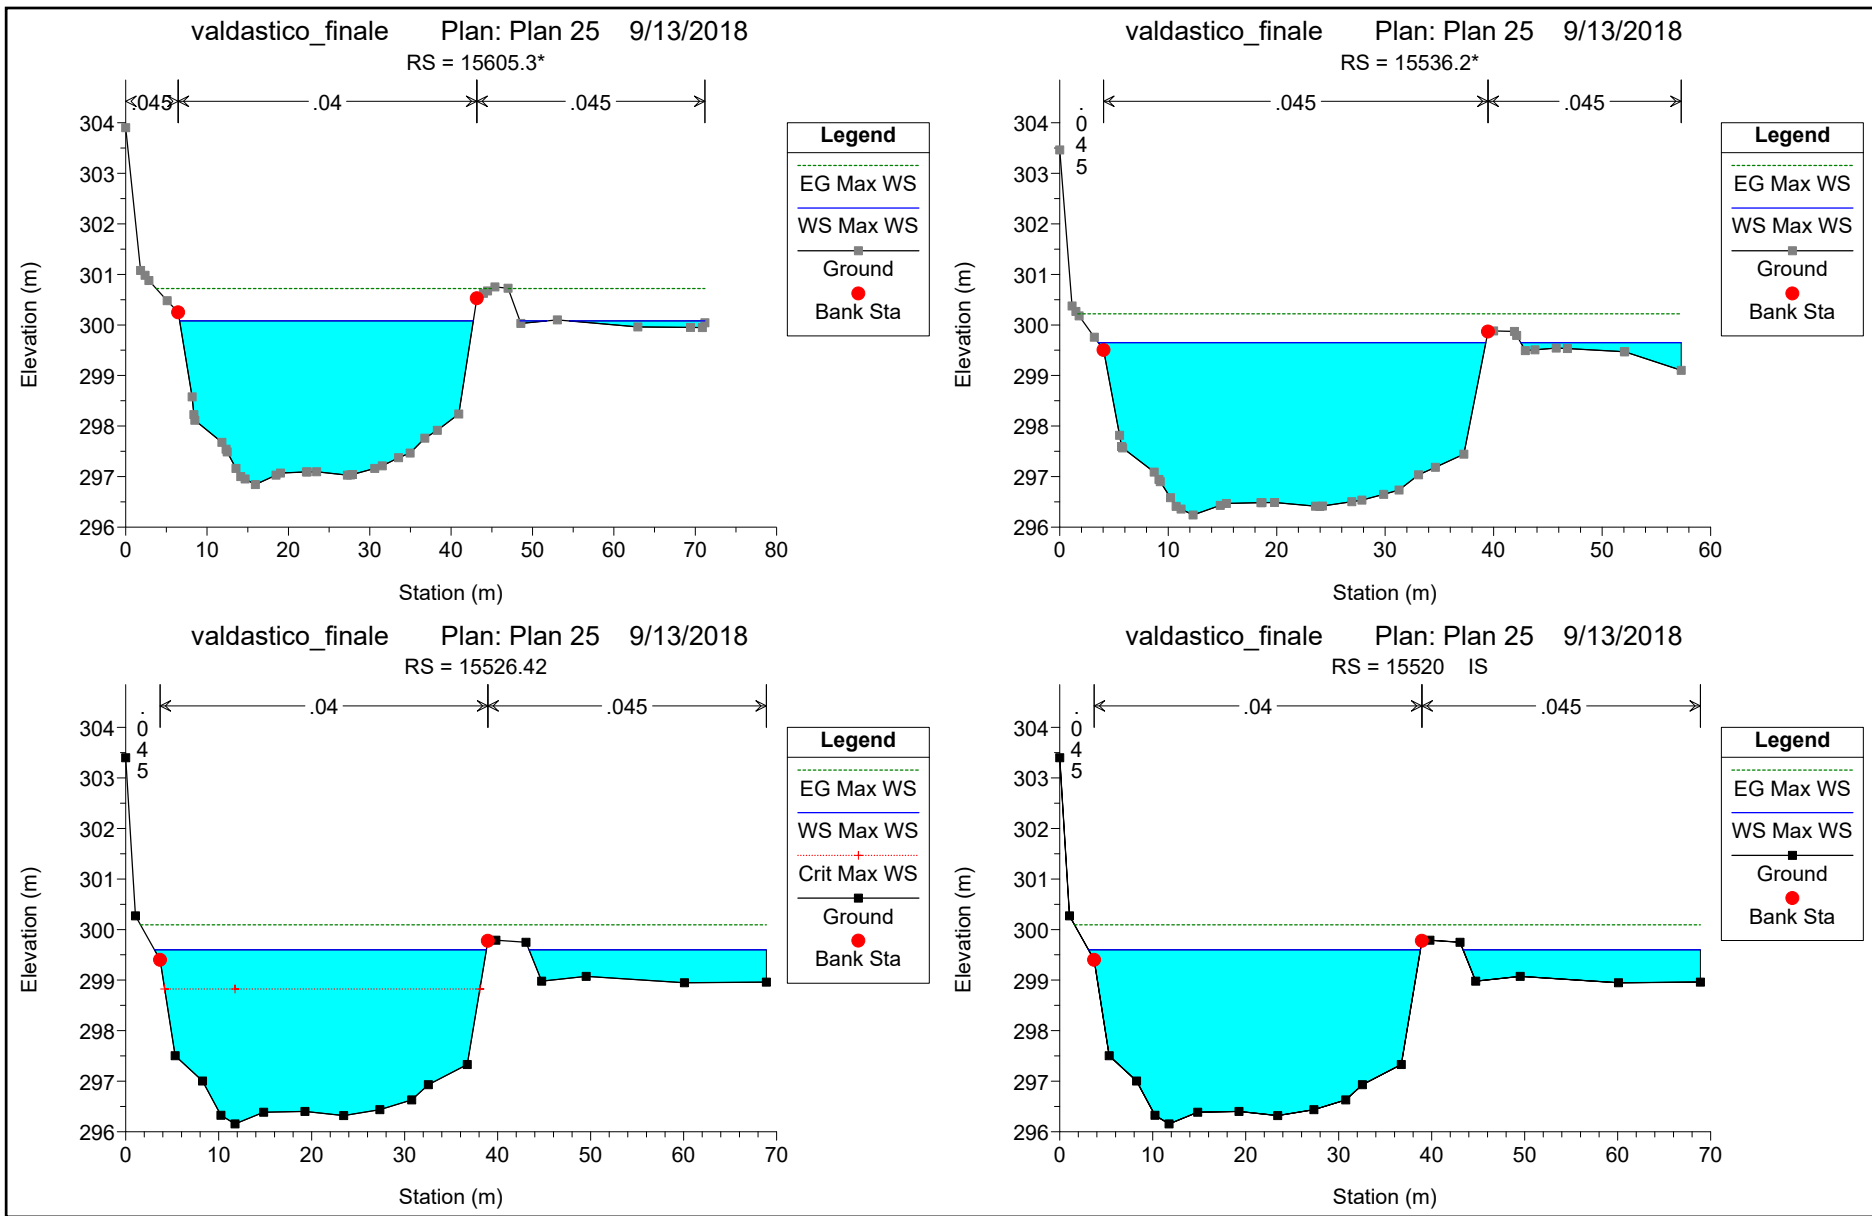 valdastico_finale Plan: Plan 25 9/13/2018
RS = 15605.3*
.045 .04 .045
304
303
302
301
300
299
298
297
296
Elevation (m)
0 10 20 30 40 50 60 70 80
Station (m)
Legend
EG Max WS
WS Max WS
Ground
Bank Sta
valdastico_finale Plan: Plan 25 9/13/2018
RS = 15536.2*
.045 .045 .045
304
303
302
301
300
299
298
297
296
Elevation (m)
0 10 20 30 40 50 60
Station (m)
Legend
EG Max WS
WS Max WS
Ground
Bank Sta
valdastico_finale Plan: Plan 25 9/13/2018
RS = 15526.42
.045 .04 .045
304
303
302
301
300
299
298
297
296
Elevation (m)
0 10 20 30 40 50 60 70
Station (m)
Legend
EG Max WS
WS Max WS
Crit Max WS
Ground
Bank Sta
valdastico_finale Plan: Plan 25 9/13/2018
RS = 15520 IS
.045 .04 .045
304
303
302
301
300
299
298
297
296
Elevation (m)
0 10 20 30 40 50 60 70
Station (m)
Legend
EG Max WS
WS Max WS
Ground
Bank Sta